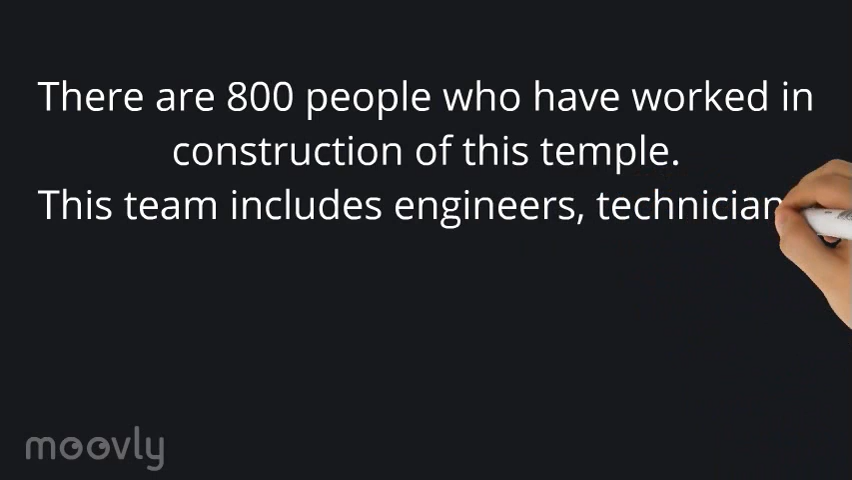 There are 800 people who have worked in
construction of this temple.
This team includes engineers, technician
moovly